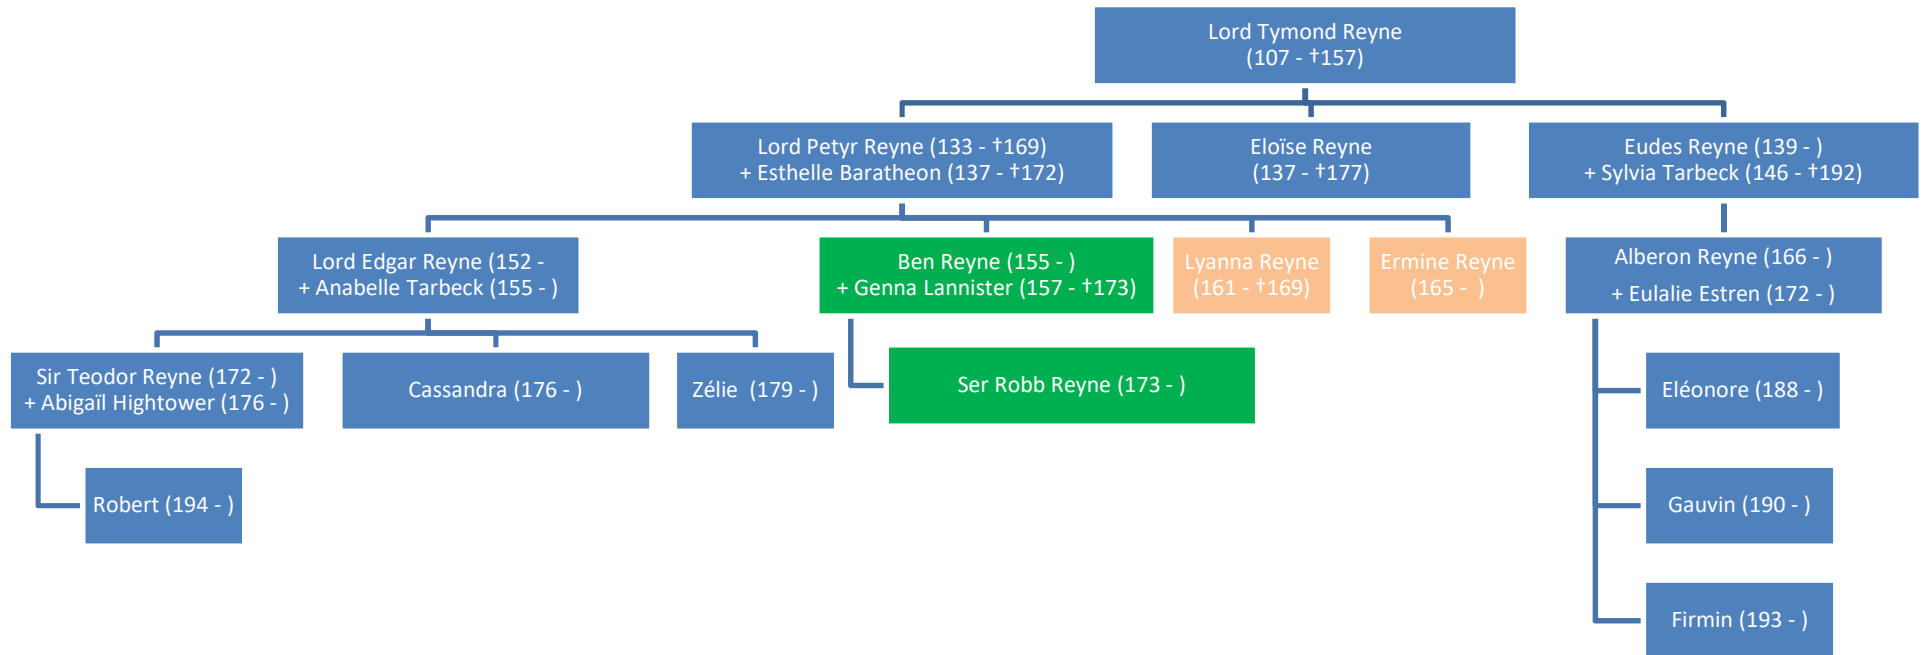 Lord Tymond Reyne
(107 - †157)
Lord Petyr Reyne (133 - †169)
+ Esthelle Baratheon (137 - †172)
Eloïse Reyne
(137 - †177)
Eudes Reyne (139 - )
+ Sylvia Tarbeck (146 - †192)
Lord Edgar Reyne (152 -
+ Anabelle Tarbeck (155 - )
Ben Reyne (155 - )
+ Genna Lannister (157 - †173)
Lyanna Reyne
(161 - †169)
Ermine Reyne
(165 - )
Alberon Reyne (166 - )
+ Eulalie Estren (172 - )
Sir Teodor Reyne (172 - )
+ Abigaïl Hightower (176 - )
Cassandra (176 - )
Zélie (179 - )
Ser Robb Reyne (173 - )
Eléonore (188 - )
Robert (194 - )
Gauvin (190 - )
Firmin (193 - )